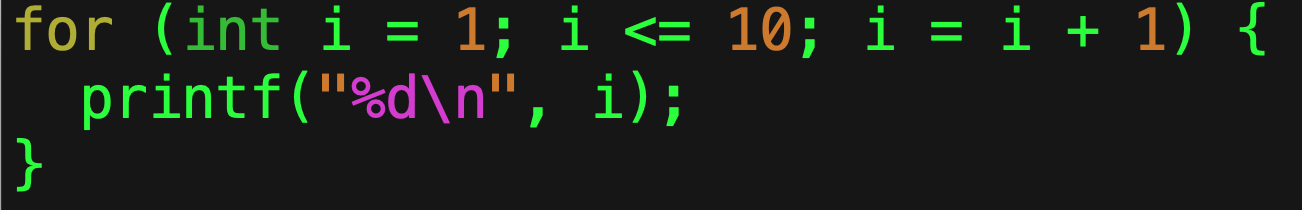 for (int i = 1; i <= 10; i = i + 1) {
  printf("%d\n", i);
}